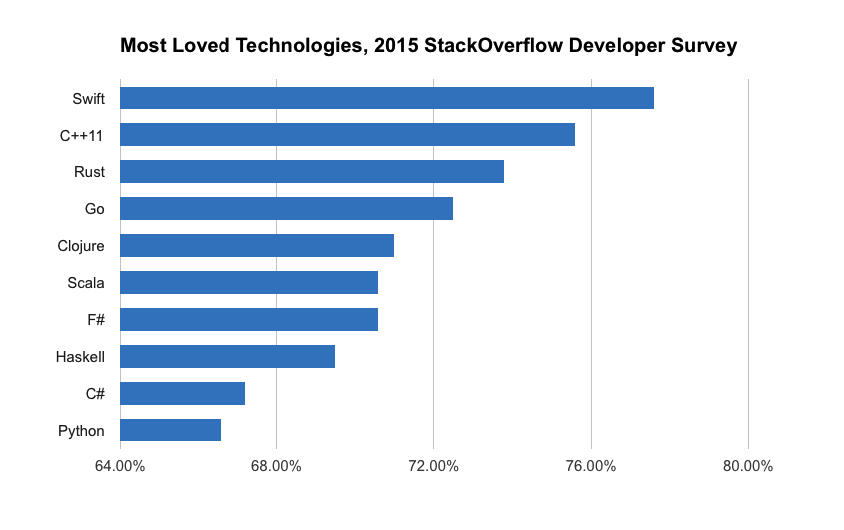 Most Loved Technologies, 2015 StackOverflow Developer Survey
Swift
C++11
Rust
Go
Clojure
Scala
F#
Haskell
C#
Python
64.00% 68.00% 72.00% 76.00% 80.00%